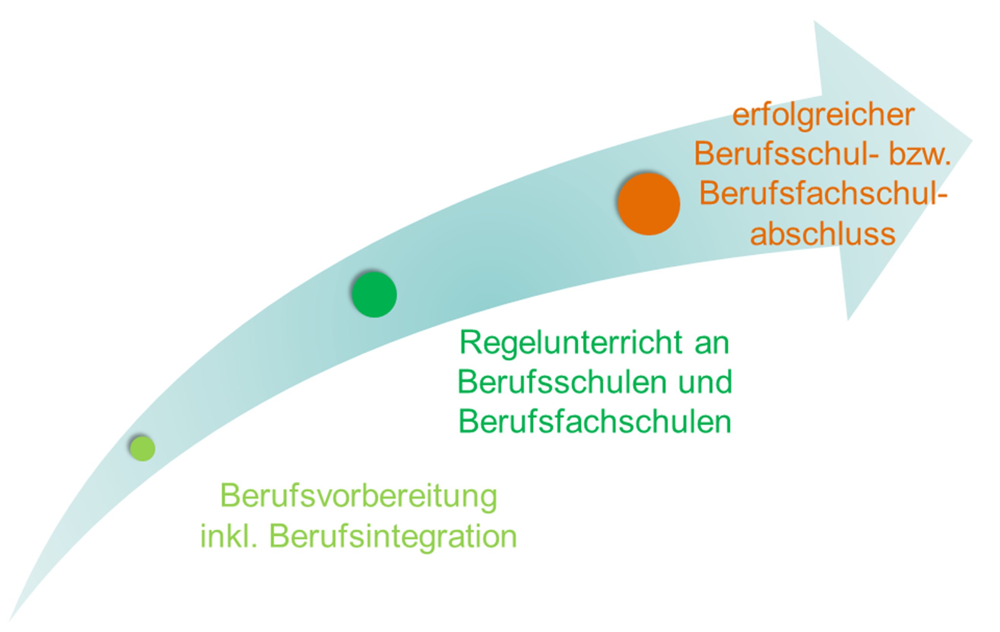 erfolgreicher
Berufsschul- bzw.
Berufsfachschul-
abschluss
Regelunterricht an
Berufsschulen und
Berufsfachschulen
Berufsvorbereitung
inkl. Berufsintegration